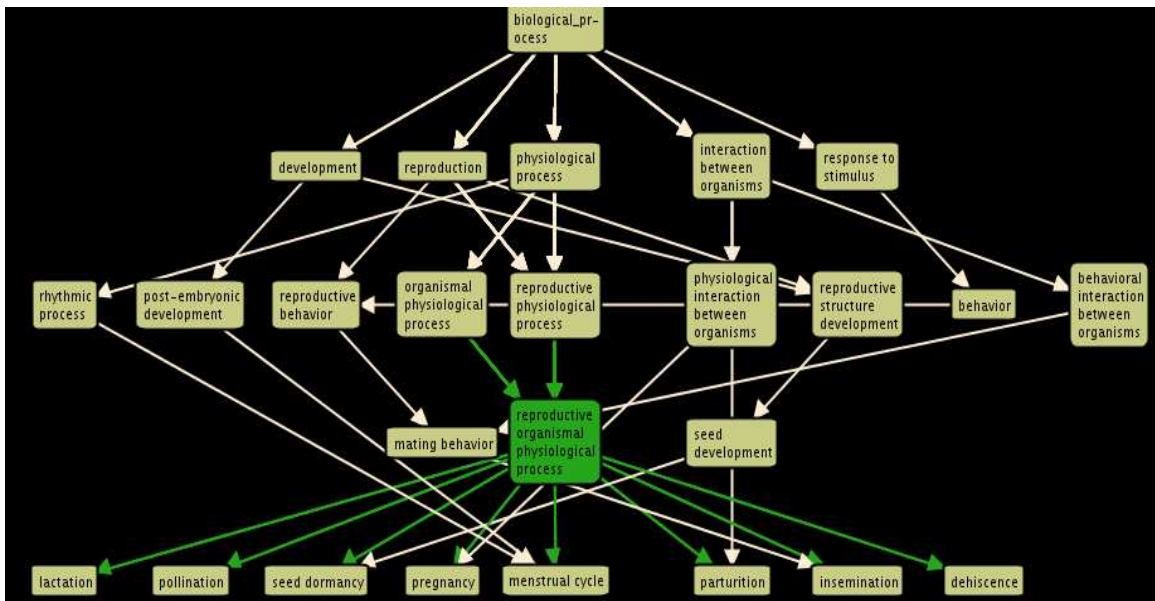 biological_pr-
ocess
development
reproduction
physiological
process
interaction
between
organisms
response to
stimulus
rhythmic
process
post-embryonic
development
reproductive
behavior
organismal
physiological
process
reproductive
physiological
process
physiological
interaction
between
organisms
reproductive
structure
development
behavior
behavioral
interaction
between
organisms
mating behavior
reproductive
organismal
physiological
process
seed
development
lactation
pollination
seed dormancy
pregnancy
menstrual cycle
parturition
insemination
dehiscence